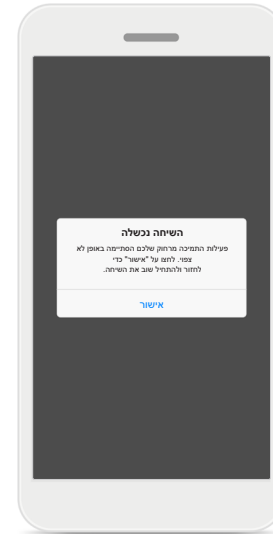 השיחה נכשלה
פעילות התמיכה מרחוק שלכם הסתיימה באופן לא
צפוי. לחצו על "אישור" כדי
לחזור ולהתחיל שוב את השיחה.
אישור